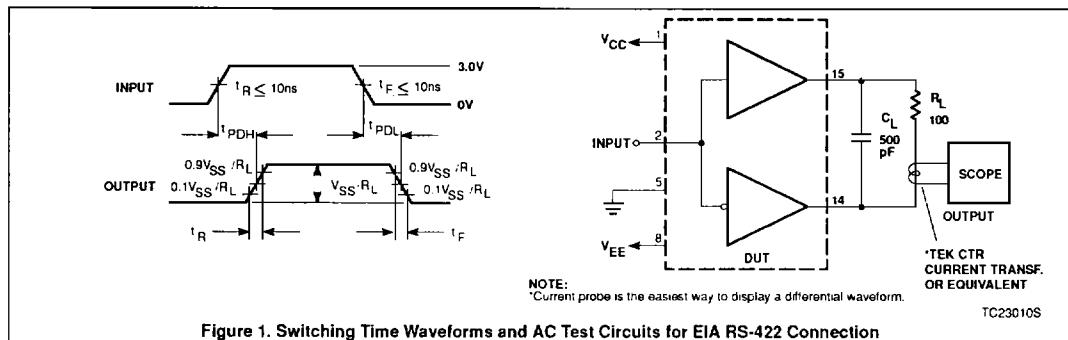 INPUT
3.0V
tR ≤ 10ns
tF ≤ 10ns
0V
tPDH
tPDL
0.9VSS/RL
0.9VSS/RL
OUTPUT
0.1VSS/RL
VSS/RL
0.1VSS/RL
tR
tF
VCC
1
15
RL
100
CL
500
pF
INPUT
2
SCOPE
5
14
OUTPUT
VEE
8
DUT
*TEK CTR
CURRENT TRANSF.
OR EQUIVALENT
NOTE:
*Current probe is the easiest way to display a differential waveform.
TC23010S
Figure 1. Switching Time Waveforms and AC Test Circuits for EIA RS-422 Connection